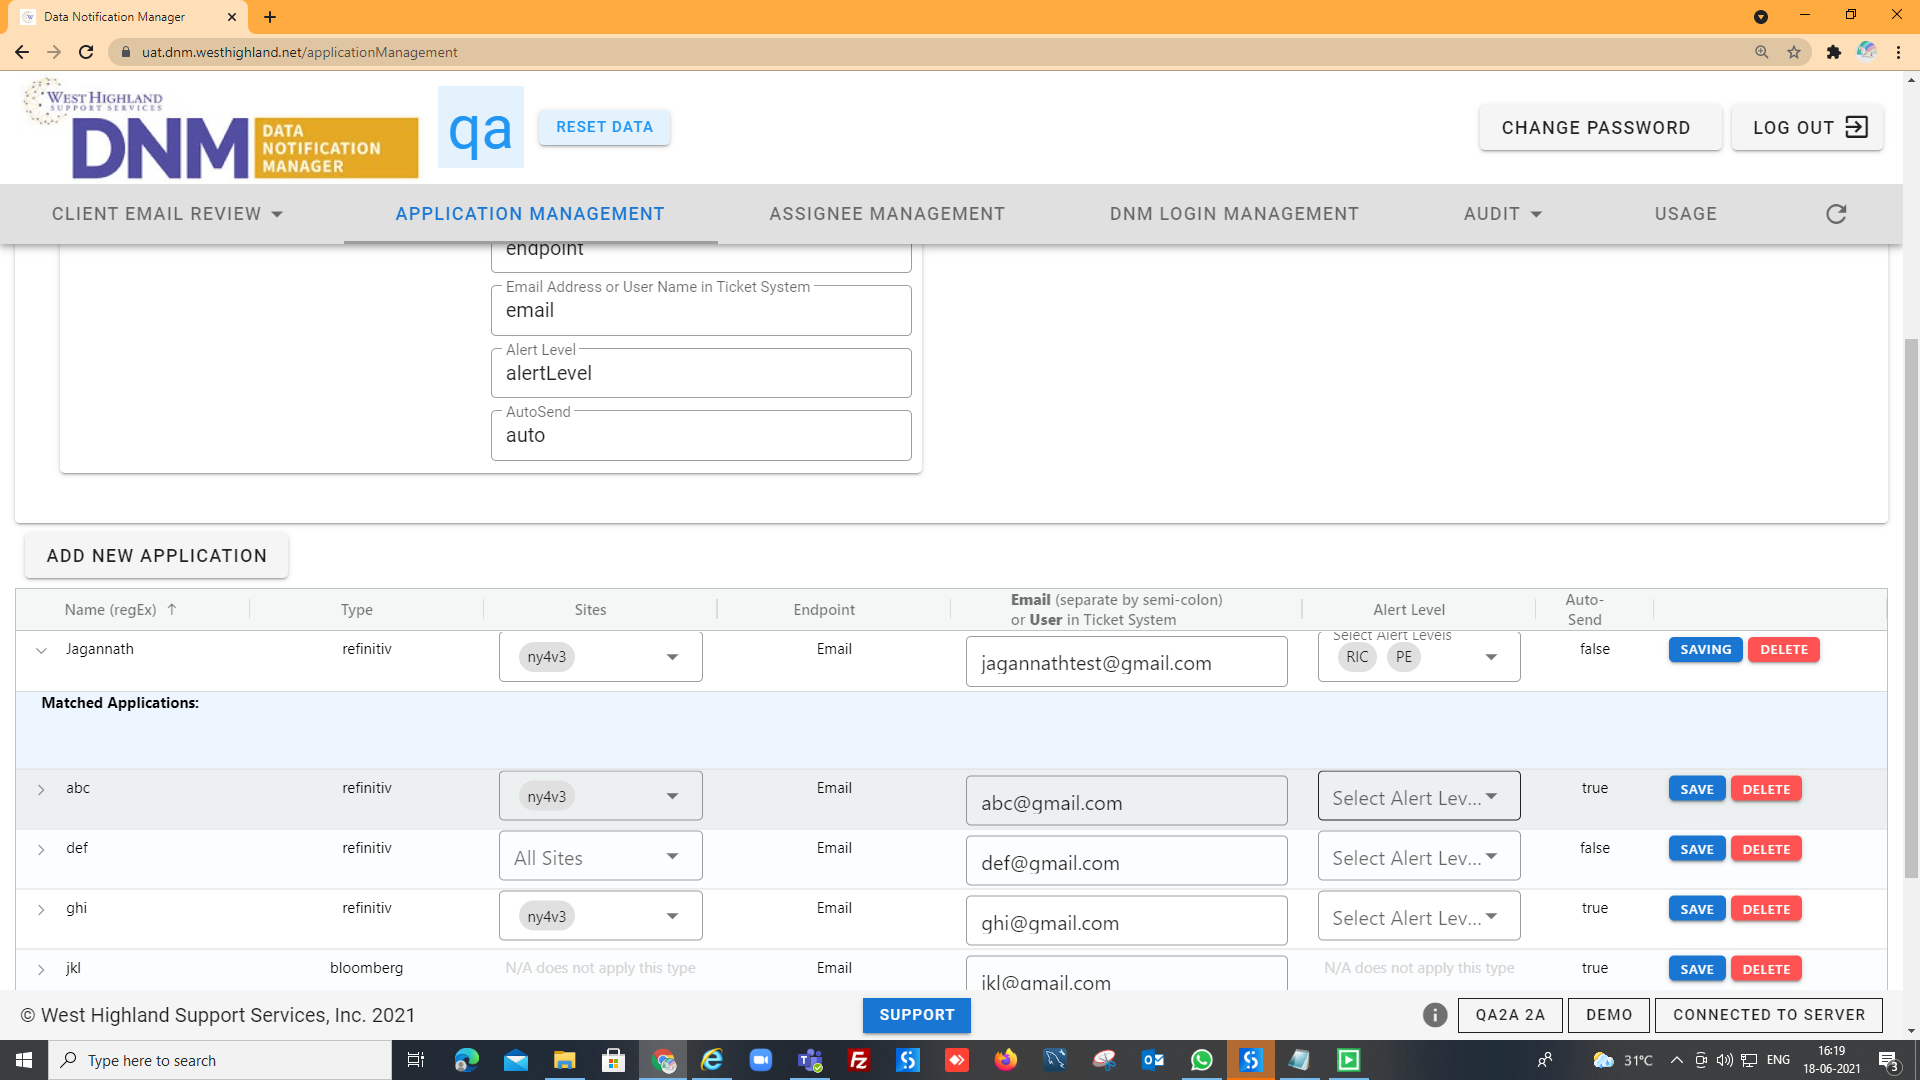 Data Notification Manager
uat.dnm.westhighland.net/applicationManagement
WEST HIGHLAND
SUPPORT SERVICES
DNM DATA NOTIFICATION MANAGER
qa
RESET DATA
CHANGE PASSWORD
LOG OUT
CLIENT EMAIL REVIEW
APPLICATION MANAGEMENT
ASSIGNEE MANAGEMENT
DNM LOGIN MANAGEMENT
AUDIT
USAGE
endpoint
Email Address or User Name in Ticket System
email
Alert Level
alertLevel
AutoSend
auto
ADD NEW APPLICATION
Name (regEx) ↑ Type Sites Endpoint Email (separate by semi-colon) or User in Ticket System Alert Level Auto-Send
Select Alert Levels
Jagannath refinitiv ny4v3 Email jagannathtest@gmail.com RIC PE false SAVING DELETE
Matched Applications:
abc refinitiv ny4v3 Email abc@gmail.com Select Alert Lev... true SAVE DELETE
def refinitiv All Sites Email def@gmail.com Select Alert Lev... false SAVE DELETE
ghi refinitiv ny4v3 Email ghi@gmail.com Select Alert Lev... true SAVE DELETE
jkl bloomberg N/A does not apply this type Email jkl@gmail.com N/A does not apply this type true SAVE DELETE
© West Highland Support Services, Inc. 2021
SUPPORT
QA2A 2A
DEMO
CONNECTED TO SERVER
Type here to search
31°C
ENG
16:19
18-06-2021
3